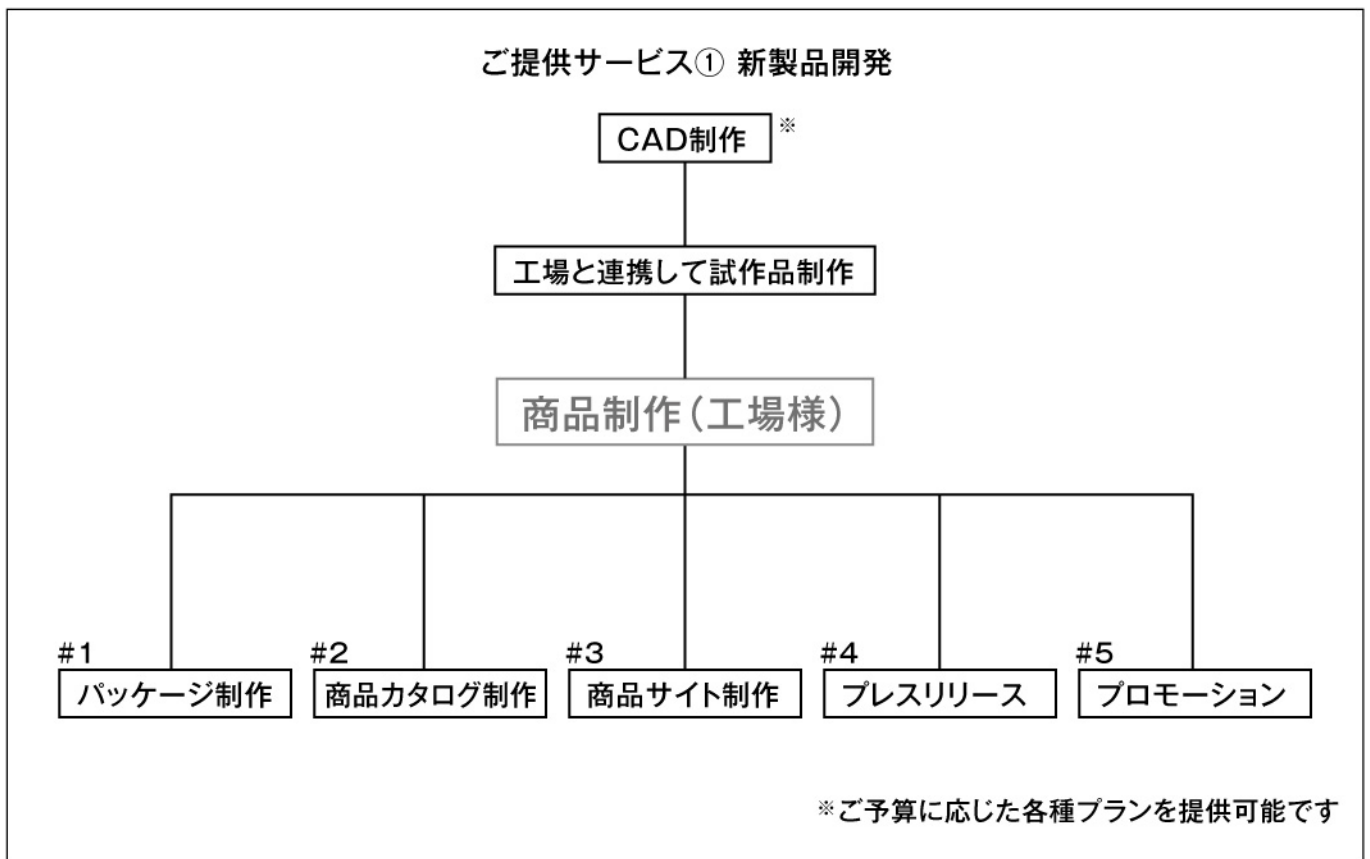 ご提供サービス① 新製品開発
CAD制作 ※
工場と連携して試作品制作
商品制作（工場様）
#1
パッケージ制作
#2
商品カタログ制作
#3
商品サイト制作
#4
プレスリリース
#5
プロモーション
※ご予算に応じた各種プランを提供可能です